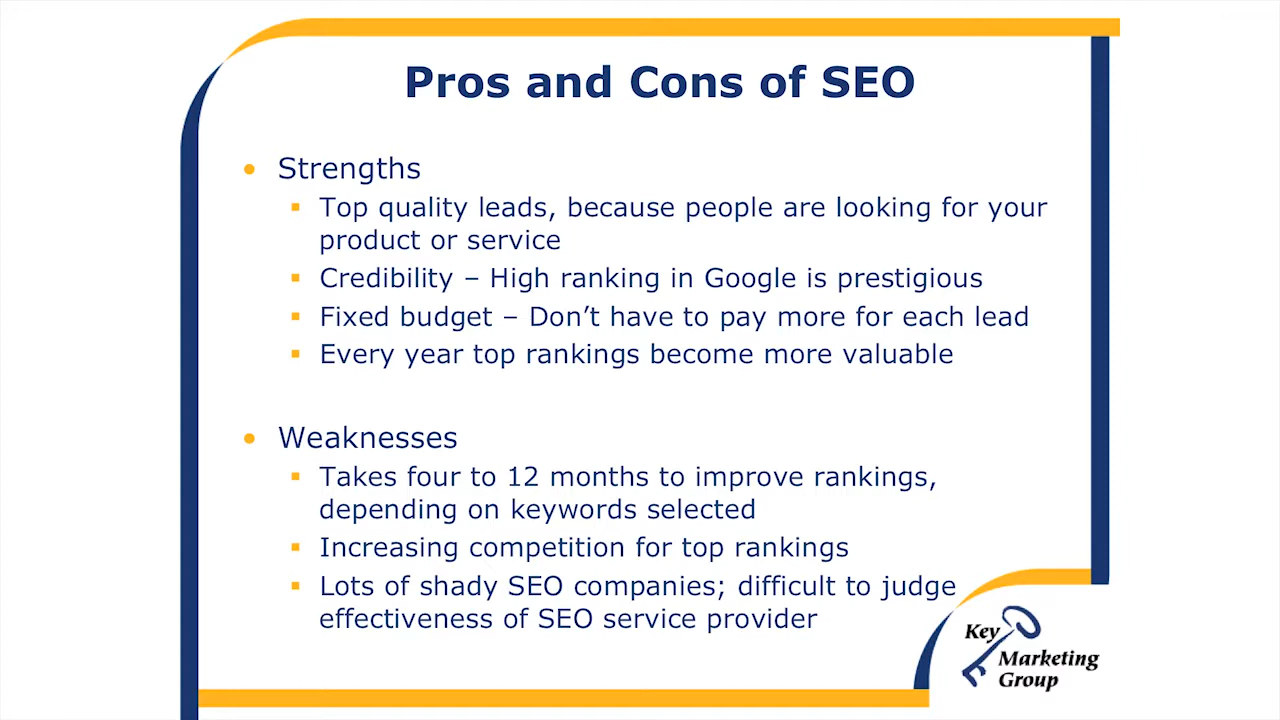 Pros and Cons of SEO
• Strengths
▪ Top quality leads, because people are looking for your
product or service
▪ Credibility – High ranking in Google is prestigious
▪ Fixed budget – Don’t have to pay more for each lead
▪ Every year top rankings become more valuable
• Weaknesses
▪ Takes four to 12 months to improve rankings,
depending on keywords selected
▪ Increasing competition for top rankings
▪ Lots of shady SEO companies; difficult to judge
effectiveness of SEO service provider
Key
Marketing
Group